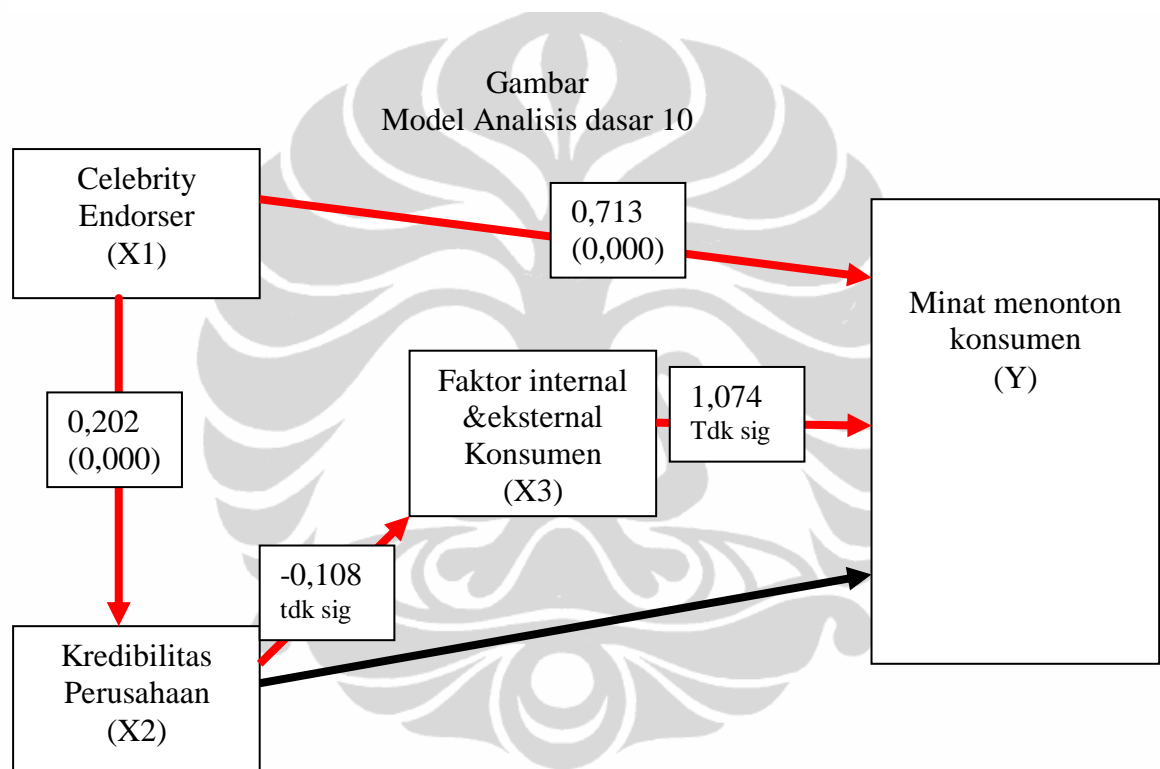 Gambar
Model Analisis dasar 10
Celebrity
Endorser
(X1)
0,713
(0,000)
Minat menonton
konsumen
(Y)
Faktor internal
&eksternal
Konsumen
(X3)
1,074
Tdk sig
0,202
(0,000)
-0,108
tdk sig
Kredibilitas
Perusahaan
(X2)